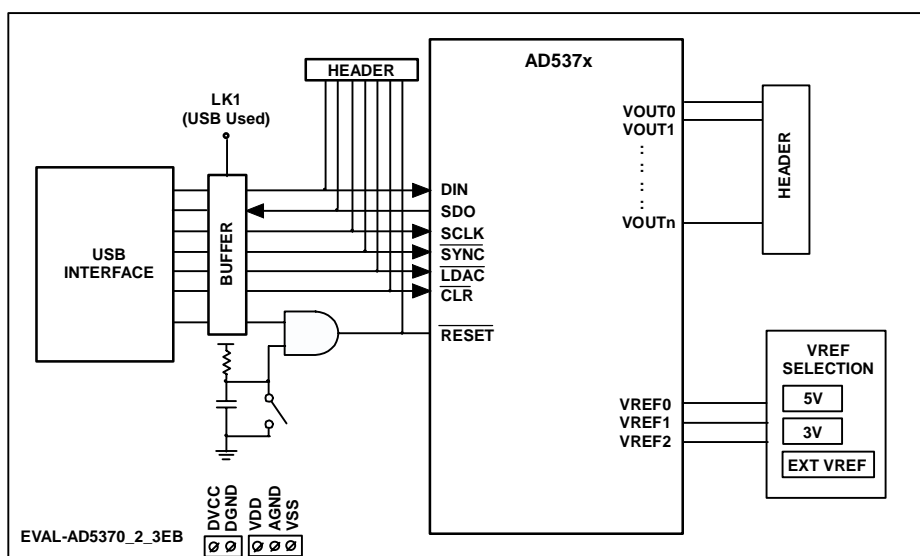 HEADER
AD537x
LK1
(USB Used)
VOUT0
VOUT1
VOUTn
HEADER
USB
INTERFACE
BUFFER
DIN
SDO
SCLK
SYNC
LDAC
CLR
RESET
VREF
SELECTION
5V
3V
EXT VREF
VREF0
VREF1
VREF2
EVAL-AD5370_2_3EB
DVCC
DGND
VDD
AGND
VSS